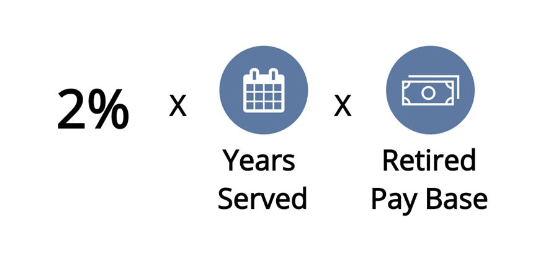 2% x x
Years Retired
Served Pay Base